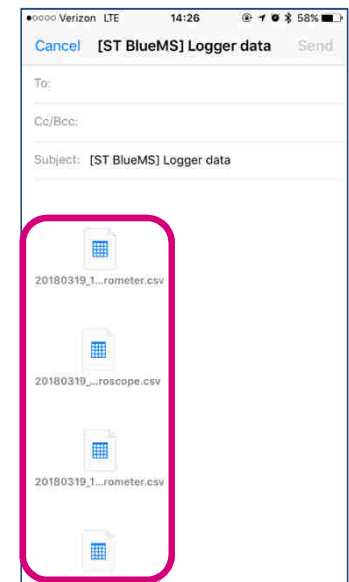 Verizon LTE 14:26 58%
Cancel [ST BlueMS] Logger data Send
To:
Cc/Bcc:
Subject: [ST BlueMS] Logger data
20180319_1...rometer.csv
20180319_...roscope.csv
20180319_1...rometer.csv